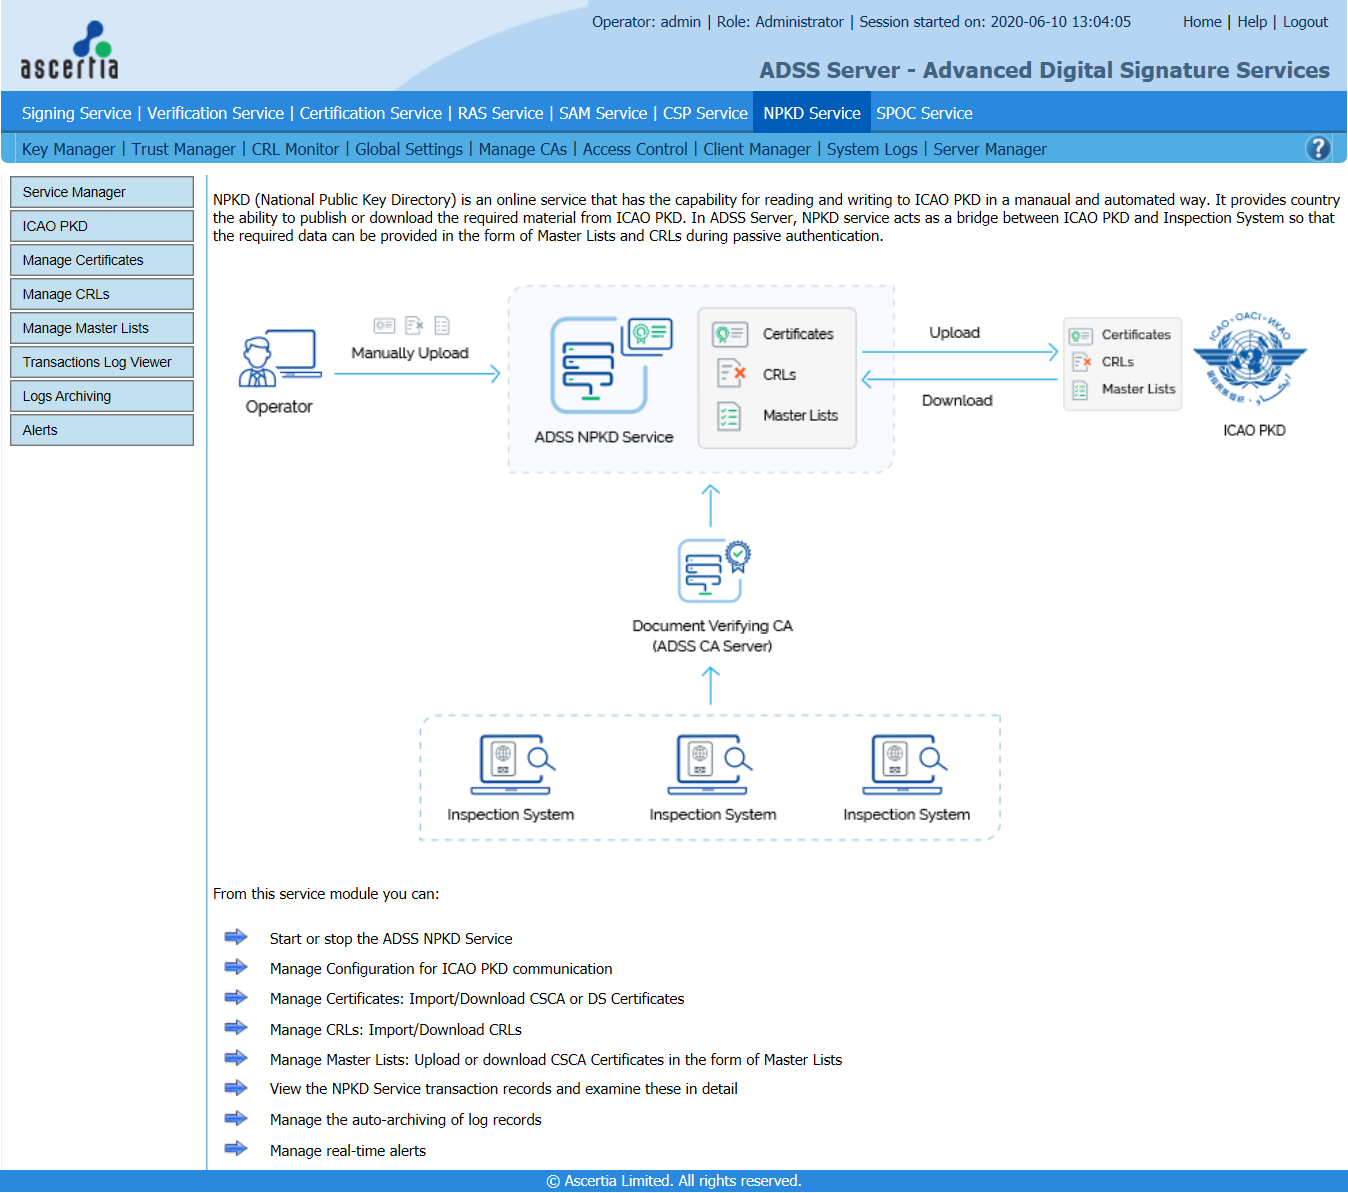 Operator: admin | Role: Administrator | Session started on: 2020-06-10 13:04:05 Home | Help | Logout
ascertia
ADSS Server - Advanced Digital Signature Services
Signing Service | Verification Service | Certification Service | RAS Service | SAM Service | CSP Service NPKD Service SPOC Service
Key Manager | Trust Manager | CRL Monitor | Global Settings | Manage CAs | Access Control | Client Manager | System Logs | Server Manager ?
Service Manager
ICAO PKD
Manage Certificates
Manage CRLs
Manage Master Lists
Transactions Log Viewer
Logs Archiving
Alerts
NPKD (National Public Key Directory) is an online service that has the capability for reading and writing to ICAO PKD in a manaual and automated way. It provides country
the ability to publish or download the required material from ICAO PKD. In ADSS Server, NPKD service acts as a bridge between ICAO PKD and Inspection System so that
the required data can be provided in the form of Master Lists and CRLs during passive authentication.
Operator
Manually Upload
ADSS NPKD Service
Certificates
CRLs
Master Lists
Upload
Download
Certificates
CRLs
Master Lists
ICAO · OACI · ИКАО
ICAO PKD
Document Verifying CA
(ADSS CA Server)
Inspection System
Inspection System
Inspection System
From this service module you can:
Start or stop the ADSS NPKD Service
Manage Configuration for ICAO PKD communication
Manage Certificates: Import/Download CSCA or DS Certificates
Manage CRLs: Import/Download CRLs
Manage Master Lists: Upload or download CSCA Certificates in the form of Master Lists
View the NPKD Service transaction records and examine these in detail
Manage the auto-archiving of log records
Manage real-time alerts
© Ascertia Limited. All rights reserved.